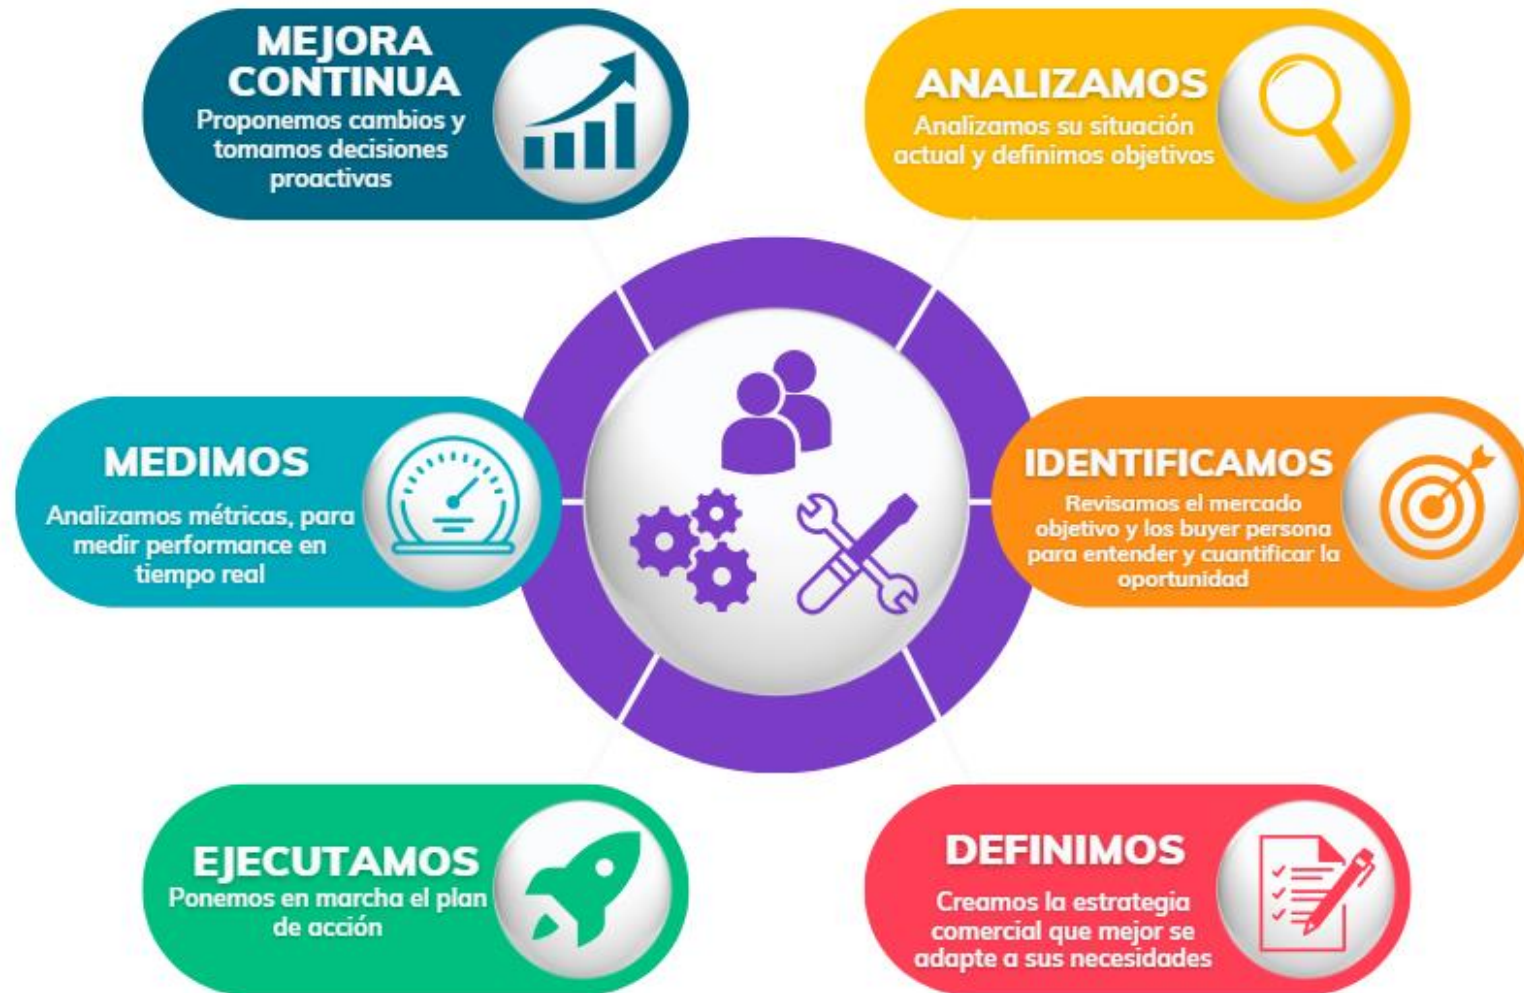 MEJORA
CONTINUA
Proponemos cambios y
tomamos decisiones
proactivas
ANALIZAMOS
Analizamos su situación
actual y definimos objetivos
MEDIMOS
Analizamos métricas, para
medir performance en
tiempo real
IDENTIFICAMOS
Revisamos el mercado
objetivo y los buyer persona
para entender y cuantificar la
oportunidad
EJECUTAMOS
Ponemos en marcha el plan
de acción
DEFINIMOS
Creamos la estrategia
comercial que mejor se
adapte a sus necesidades